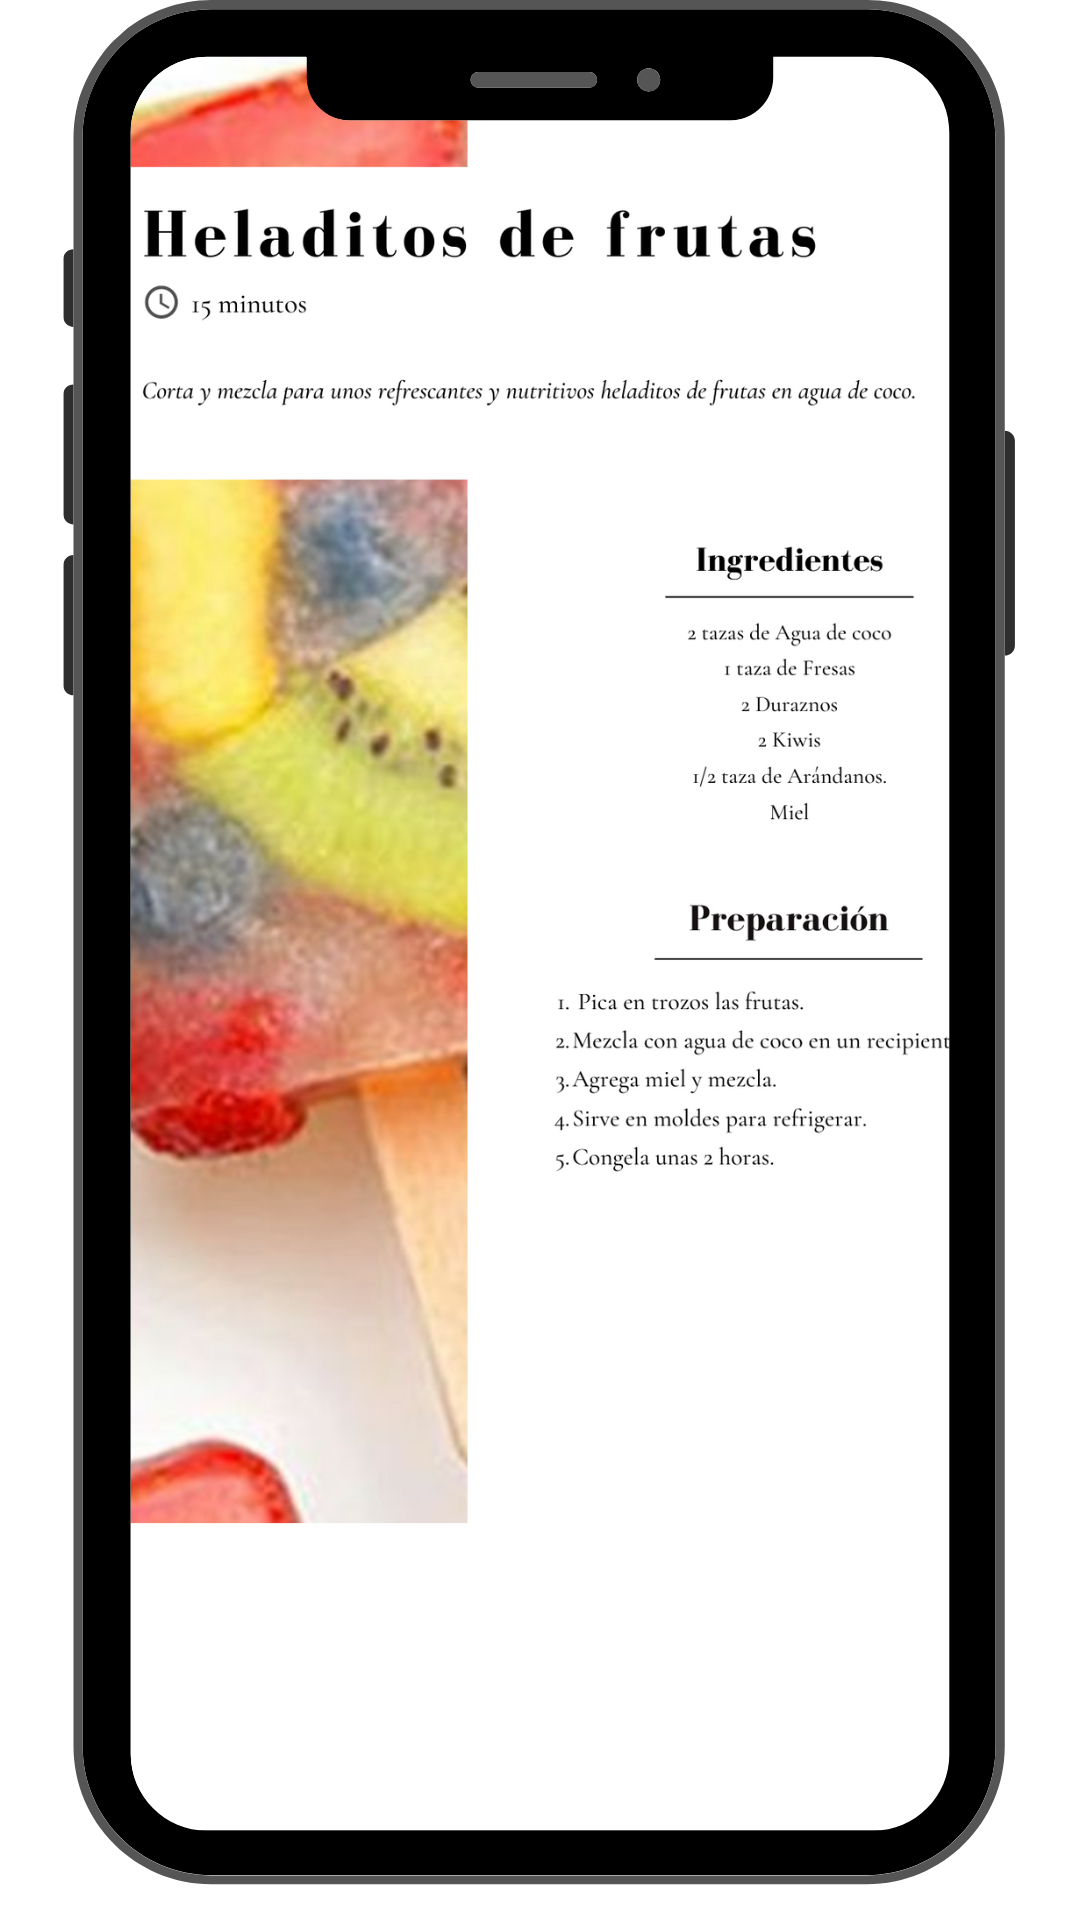 Heladitos de frutas
15 minutos
Corta y mezcla para unos refrescantes y nutritivos heladitos de frutas en agua de coco.
Ingredientes
2 tazas de Agua de coco
1 taza de Fresas
2 Duraznos
2 Kiwis
1/2 taza de Arándanos.
Miel
Preparación
1. Pica en trozos las frutas.
2. Mezcla con agua de coco en un recipient
3. Agrega miel y mezcla.
4. Sirve en moldes para refrigerar.
5. Congela unas 2 horas.